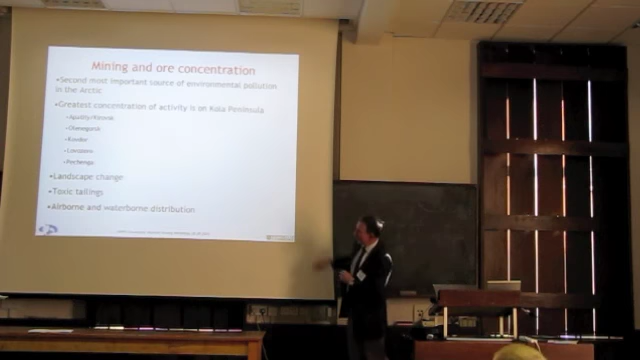 Mining and ore concentration
•Second most important source of environmental pollution
in the Arctic
•Greatest concentration of activity is on Kola Peninsula
•Apatity/Kirovsk
•Olenegorsk
•Kovdor
•Lovozero
•Pechenga
•Landscape change
•Toxic tailings
•Airborne and waterborne distribution